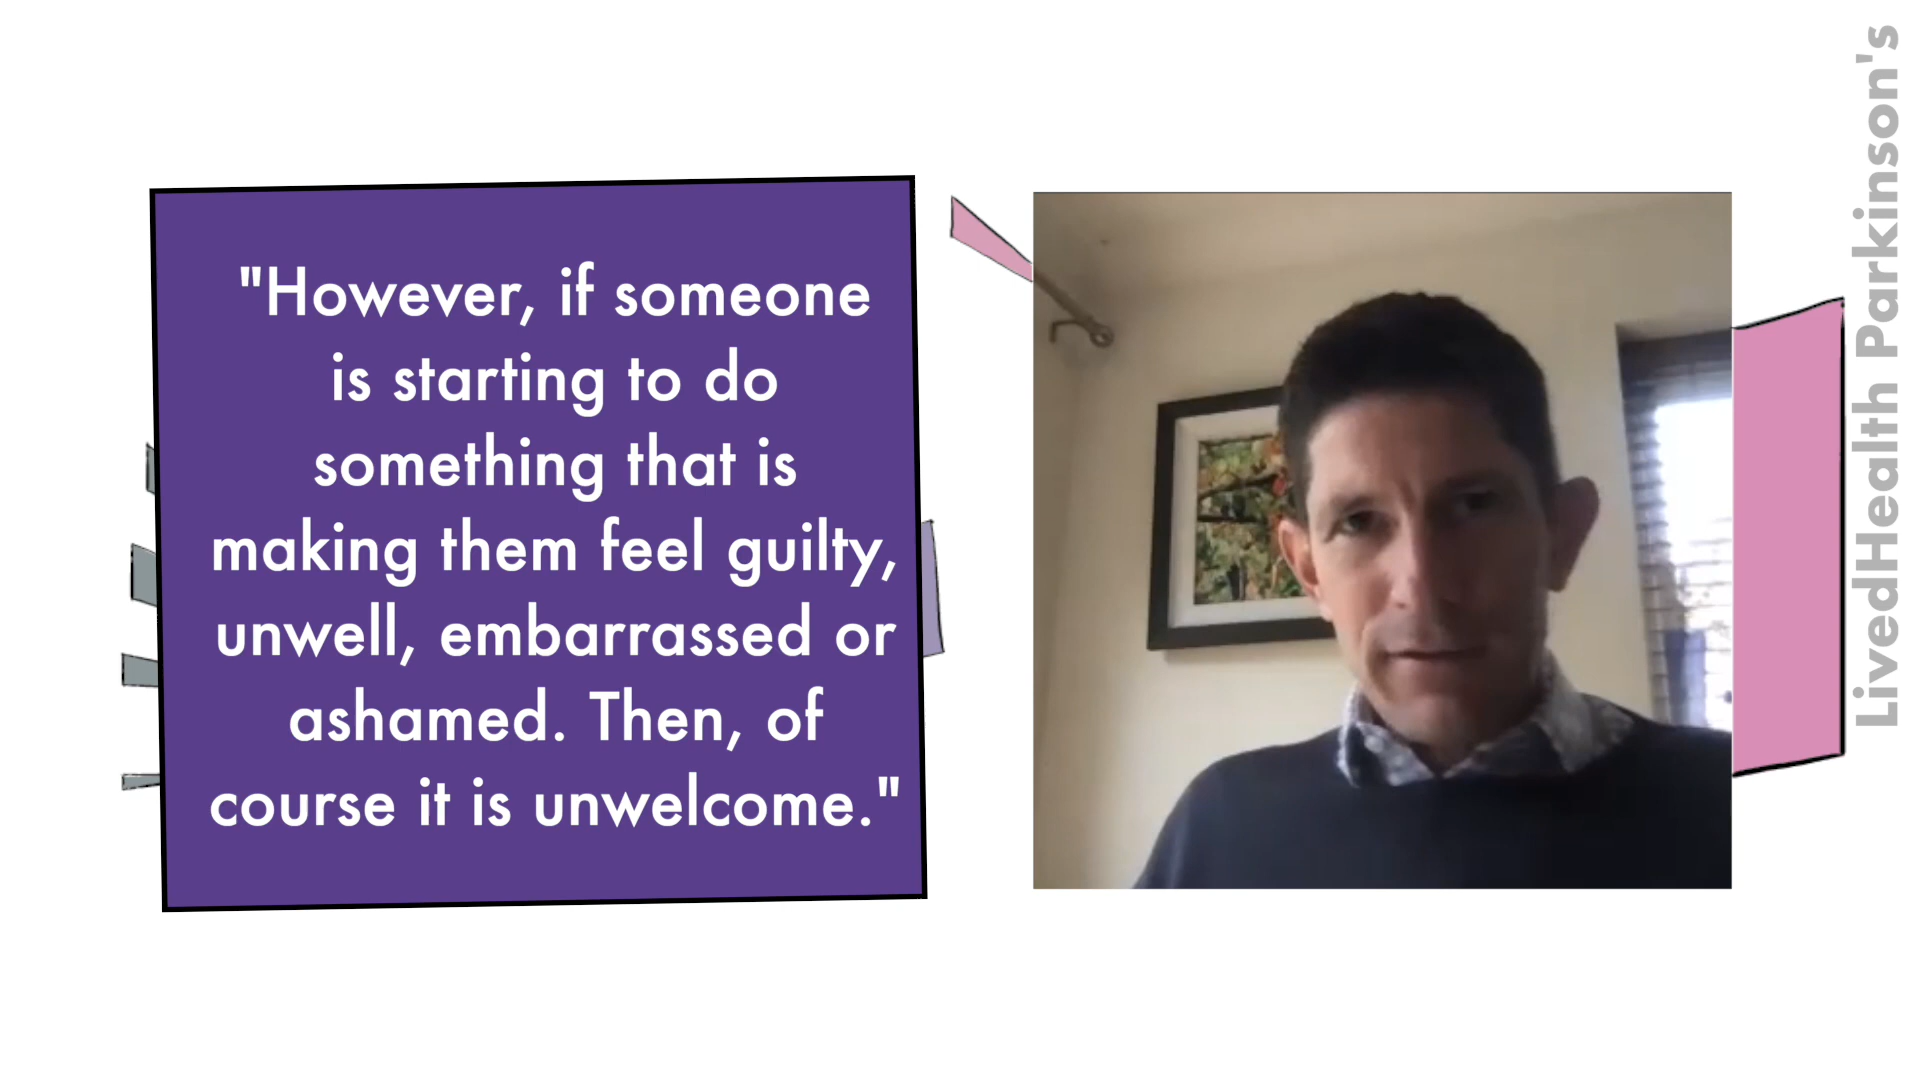 "However, if someone
is starting to do
something that is
making them feel guilty,
unwell, embarrassed or
ashamed. Then, of
course it is unwelcome."
LivedHealth Parkinson's